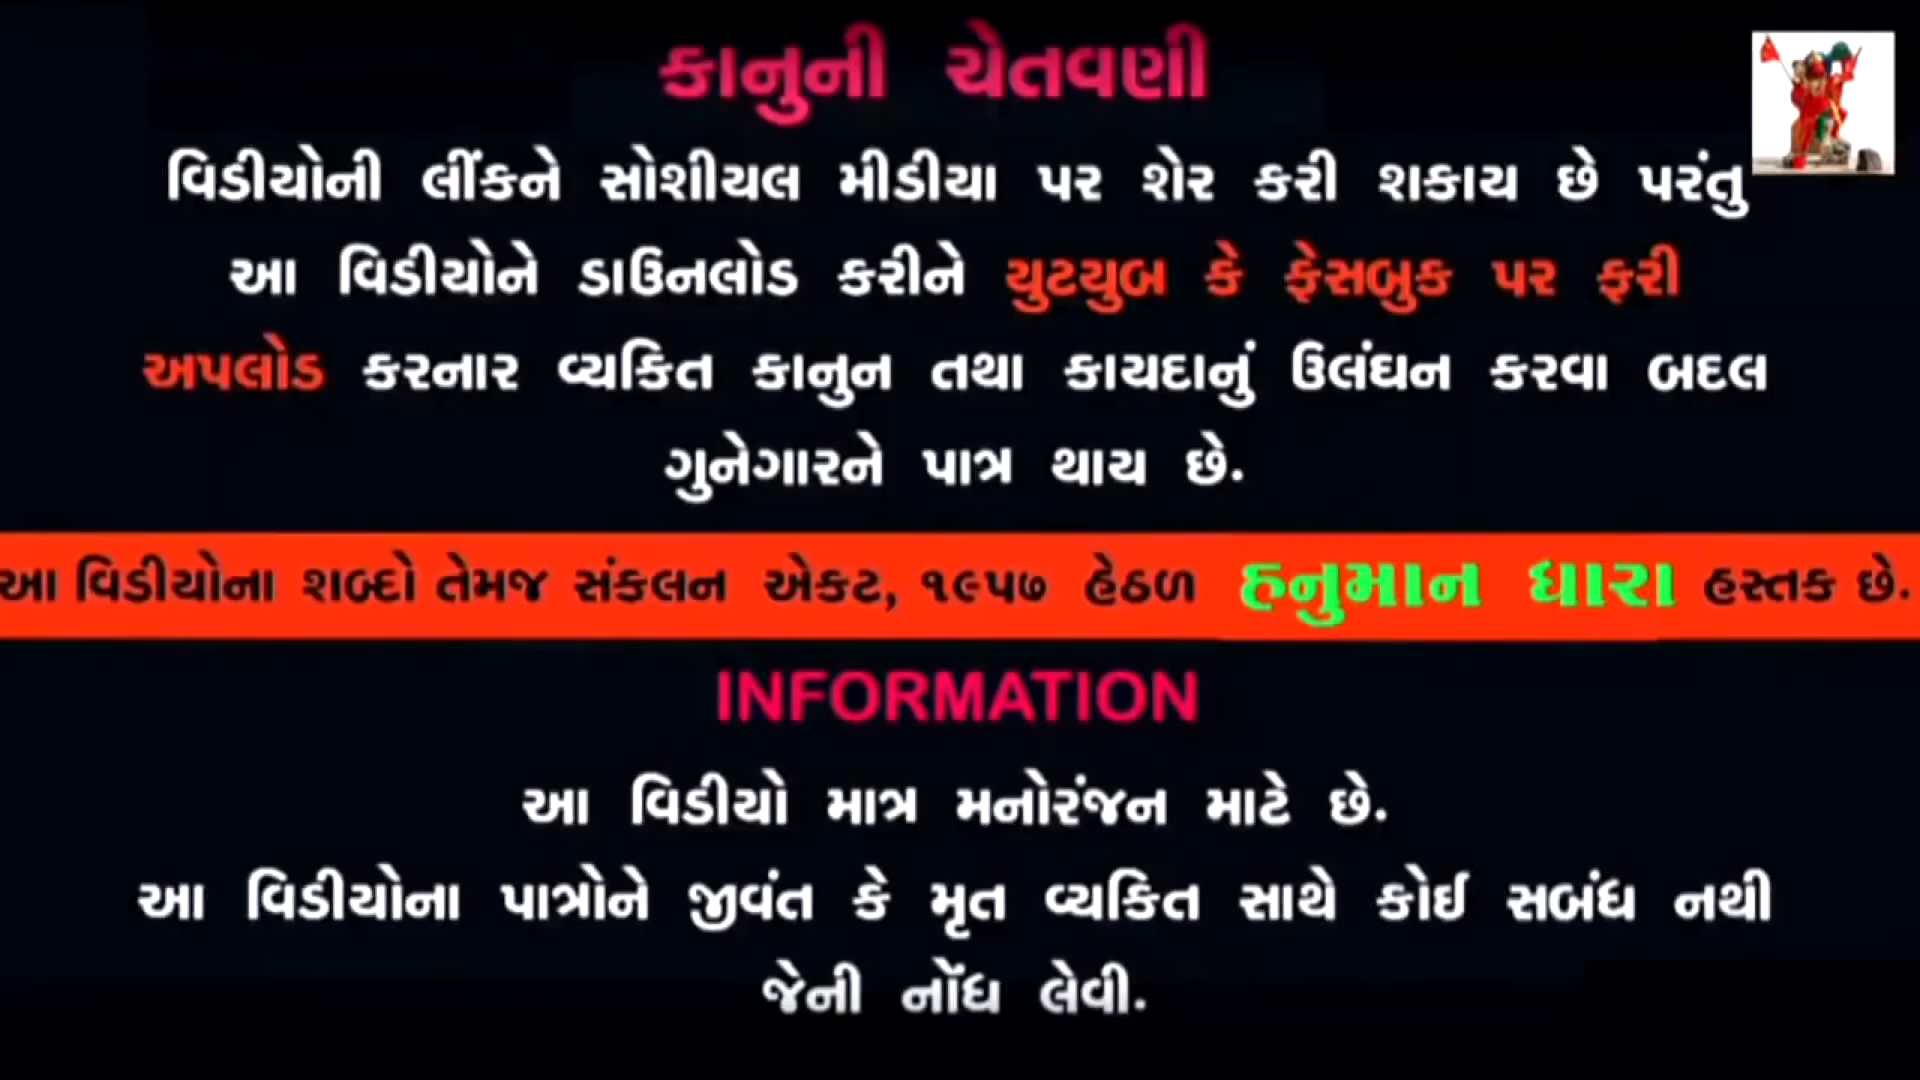 કાનુની ચેતવણી
વિડીયોની લીંકને સોશીયલ મીડીયા પર શેર કરી શકાય છે પરંતુ
આ વિડીયોને ડાઉનલોડ કરીને યુટયુબ કે ફેસબુક પર ફરી
અપલોડ કરનાર વ્યકિત કાનુન તથા કાયદાનું ઉલંઘન કરવા બદલ
ગુનેગારને પાત્ર થાય છે.
આ વિડીયોના શબ્દો તેમજ સંકલન એકટ, ૧૯૫૭ હેઠળ હનુમાન ધારા હસ્તક છે.
INFORMATION
આ વિડીયો માત્ર મનોરંજન માટે છે.
આ વિડીયોના પાત્રોને જીવંત કે મૃત વ્યકિત સાથે કોઈ સબંધ નથી
જેની નોંધ લેવી.